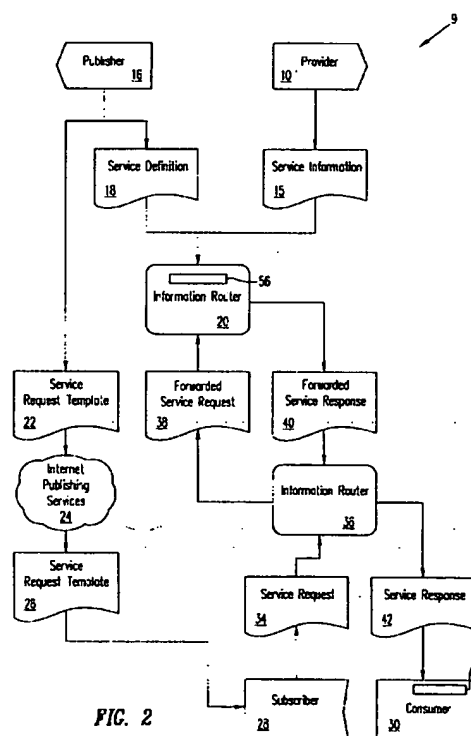 9
Publisher
16
Provider
10
Service Definition
18
Service Information
15
56
Information Router
20
Service
Request Template
22
Forwarded
Service Request
38
Forwarded
Service Response
40
Internet
Publishing
Services
24
Information Router
36
Service
Request Template
26
Service Request
34
Service Response
42
Subscriber
28
Consumer
30
FIG. 2